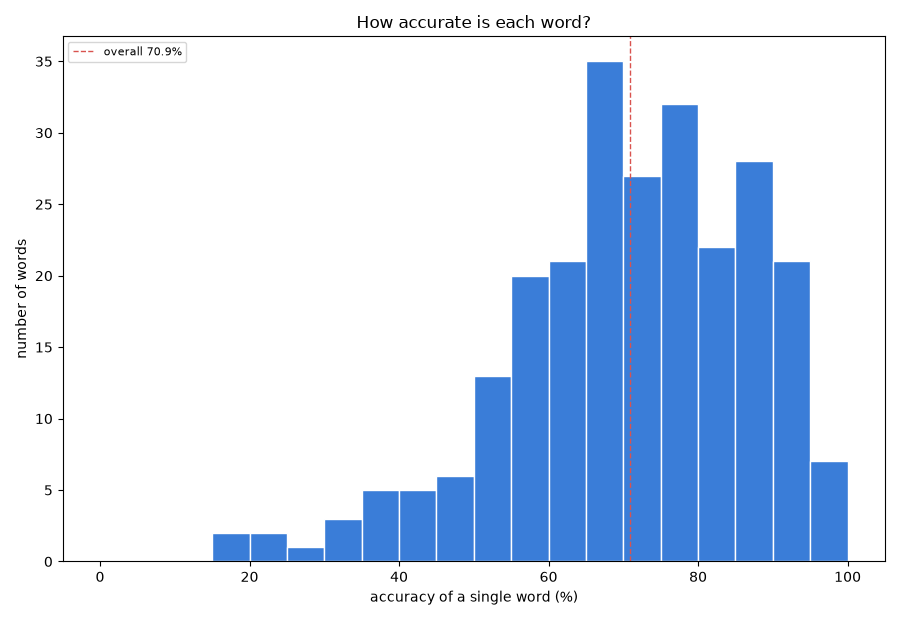 How accurate is each word?
overall 70.9%
35
30
25
20
15
10
5
0
number of words
0 20 40 60 80 100
accuracy of a single word (%)